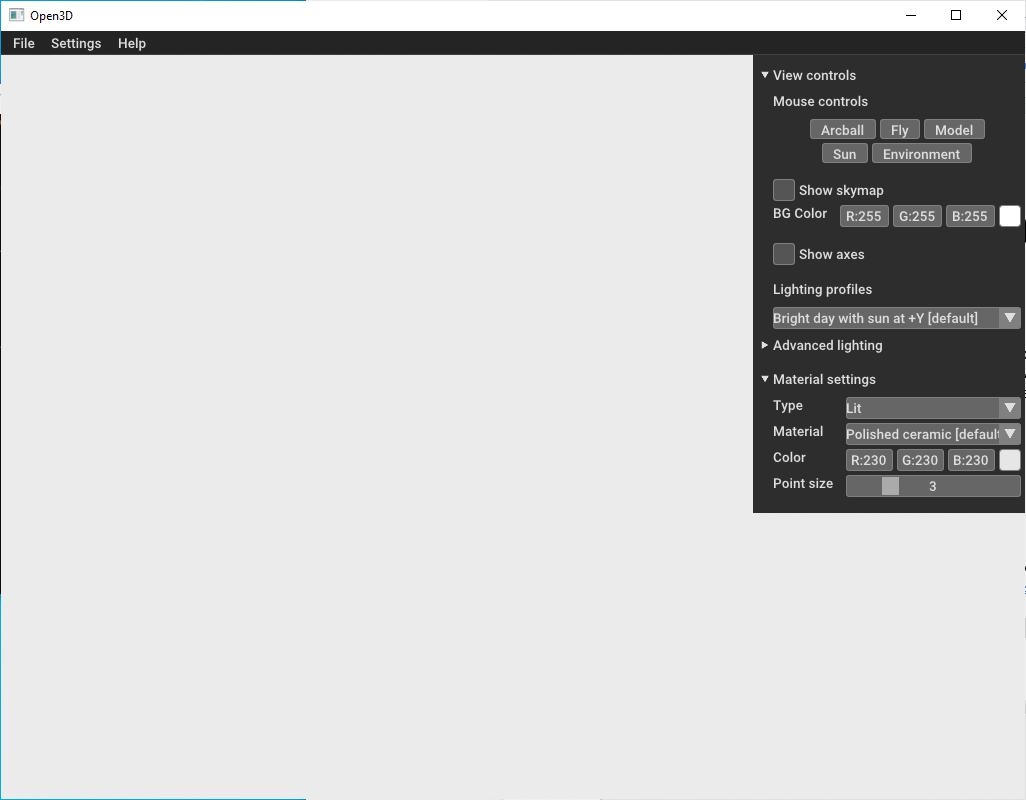 Open3D
File Settings Help
View controls
Mouse controls
Arcball Fly Model
Sun Environment
Show skymap
BG Color R:255 G:255 B:255
Show axes
Lighting profiles
Bright day with sun at +Y [default]
Advanced lighting
Material settings
Type Lit
Material Polished ceramic [default
Color R:230 G:230 B:230
Point size 3